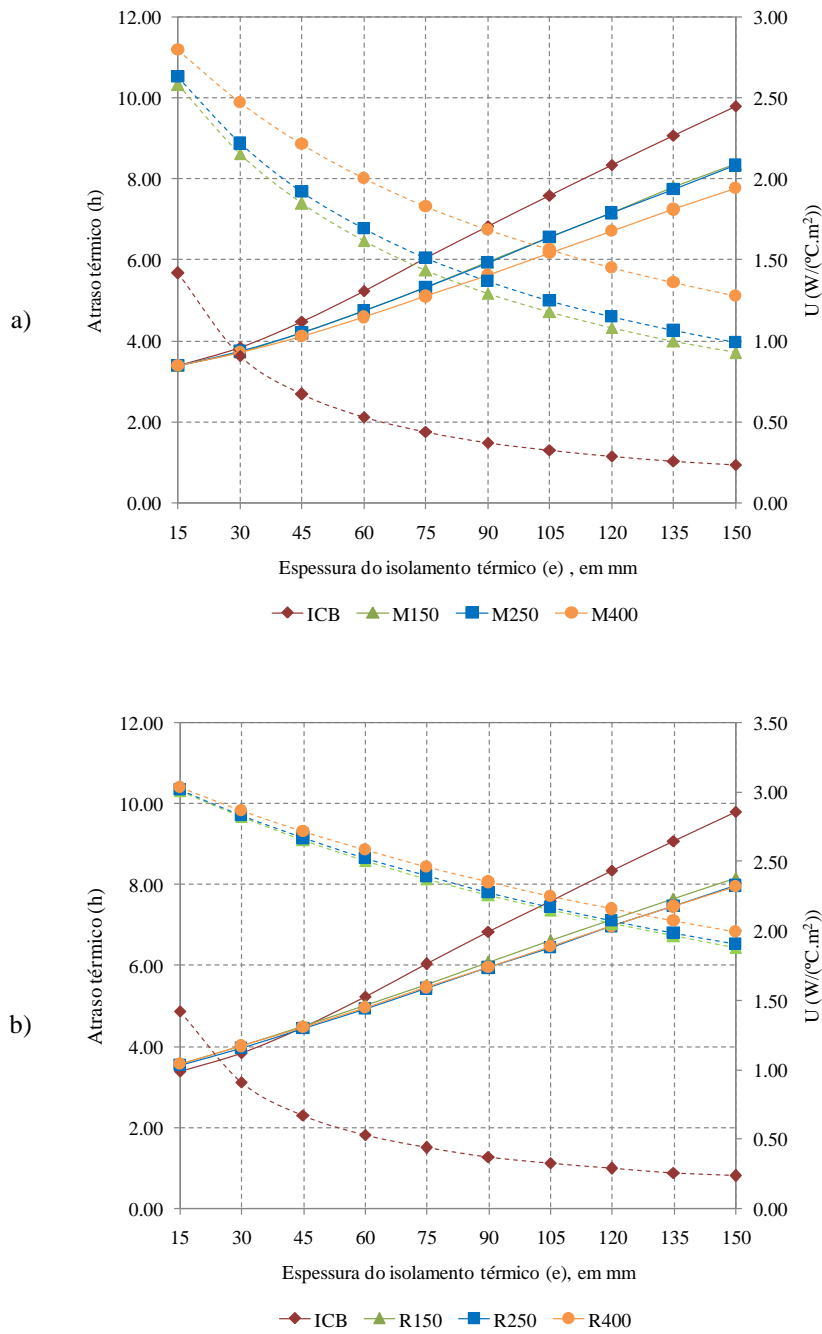 a)
Atraso térmico (h)
12.00
10.00
8.00
6.00
4.00
2.00
0.00
3.00
2.50
2.00
1.50
1.00
0.50
0.00
U (W/(ºC.m²))
15 30 45 60 75 90 105 120 135 150
Espessura do isolamento térmico (e) , em mm
ICB M150 M250 M400
b)
Atraso térmico (h)
12.00
10.00
8.00
6.00
4.00
2.00
0.00
3.50
3.00
2.50
2.00
1.50
1.00
0.50
0.00
U (W/(ºC.m²))
15 30 45 60 75 90 105 120 135 150
Espessura do isolamento térmico (e), em mm
ICB R150 R250 R400